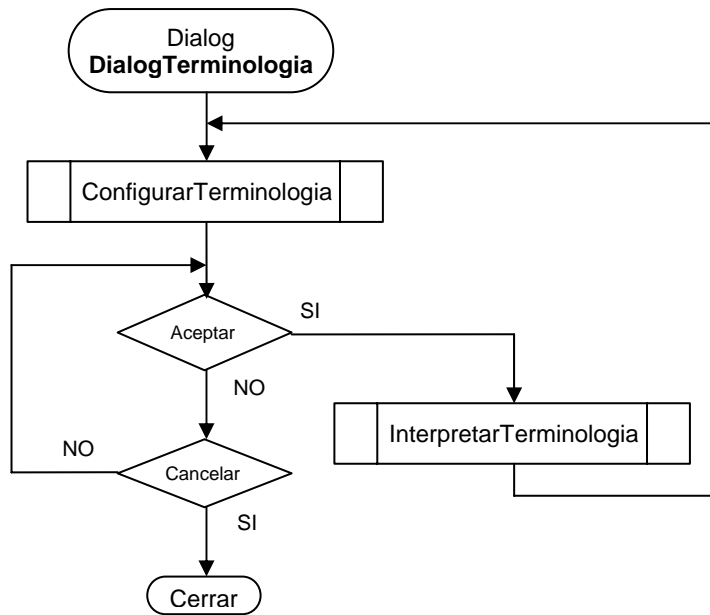 Dialog
DialogTerminologia
ConfigurarTerminologia
SI
Aceptar
NO
InterpretarTerminologia
NO
Cancelar
SI
Cerrar